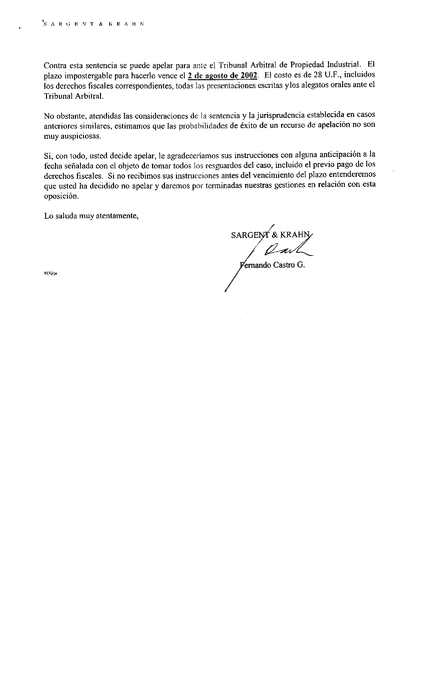 SARGENT & KRAHN
Contra esta sentencia se puede apelar para ante el Tribunal Arbitral de Propiedad Industrial. El
plazo impostergable para hacerlo vence el 2 de agosto de 2002. El costo es de 28 U.F., incluidos
los derechos fiscales correspondientes, todas las presentaciones escritas y los alegatos orales ante el
Tribunal Arbitral.
No obstante, atendidas las consideraciones de la sentencia y la jurisprudencia establecida en casos
anteriores similares, estimamos que las probabilidades de éxito de un recurso de apelación no son
muy auspiciosas.
Si, con todo, usted decide apelar, le agradeceríamos sus instrucciones con alguna anticipación a la
fecha señalada con el objeto de tomar todos los resguardos del caso, incluido el previo pago de los
derechos fiscales. Si no recibimos sus instrucciones antes del vencimiento del plazo entenderemos
que usted ha decidido no apelar y daremos por terminadas nuestras gestiones en relación con esta
oposición.
Lo saluda muy atentamente,
SARGENT & KRAHN
Fernando Castro G.